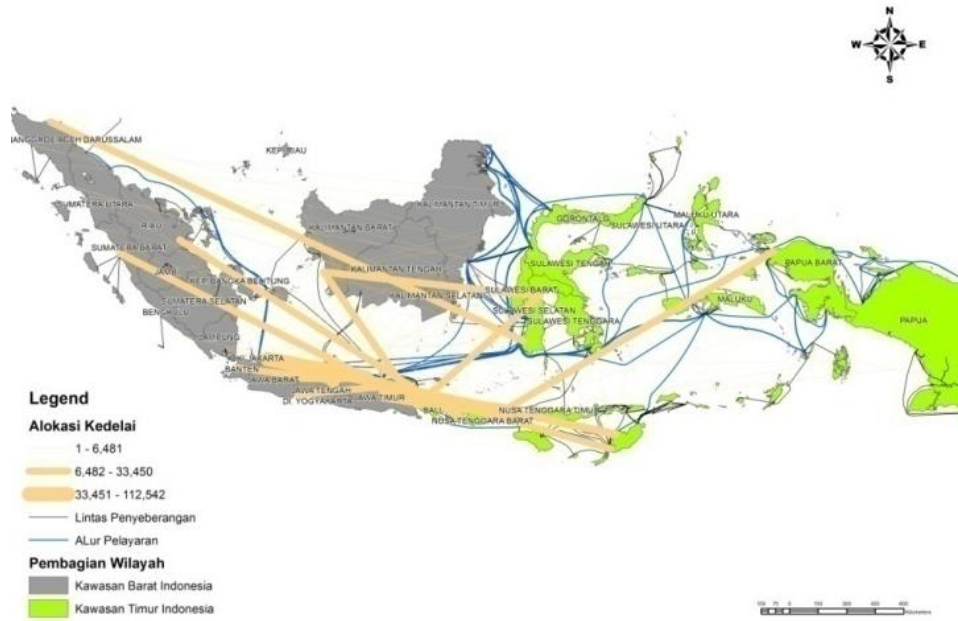 N
W E
S
NANGGROE ACEH DARUSSALAM
KEP. RIAU
SUMATERA UTARA
KALIMANTAN TIMUR
GORONTALO
MALUKU UTARA
SULAWESI UTARA
RIAU
KALIMANTAN BARAT
SUMATERA BARAT
SULAWESI TENGAH
PAPUA BARAT
JAMBI
KALIMANTAN TENGAH
KEP. BANGKA BELITUNG
SULAWESI BARAT
KALIMANTAN SELATAN
SUMATERA SELATAN
MALUKU
BENGKULU
SULAWESI SELATAN
SULAWESI TENGGARA
PAPUA
LAMPUNG
JAKARTA
BANTEN
JAWA BARAT
JAWA TENGAH
JAWA TIMUR
DI. YOGYAKARTA
BALI
NUSA TENGGARA TIMUR
NUSA TENGGARA BARAT
Legend
Alokasi Kedelai
1 - 6,481
6,482 - 33,450
33,451 - 112,542
Lintas Penyeberangan
ALur Pelayaran
Pembagian Wilayah
Kawasan Barat Indonesia
Kawasan Timur Indonesia